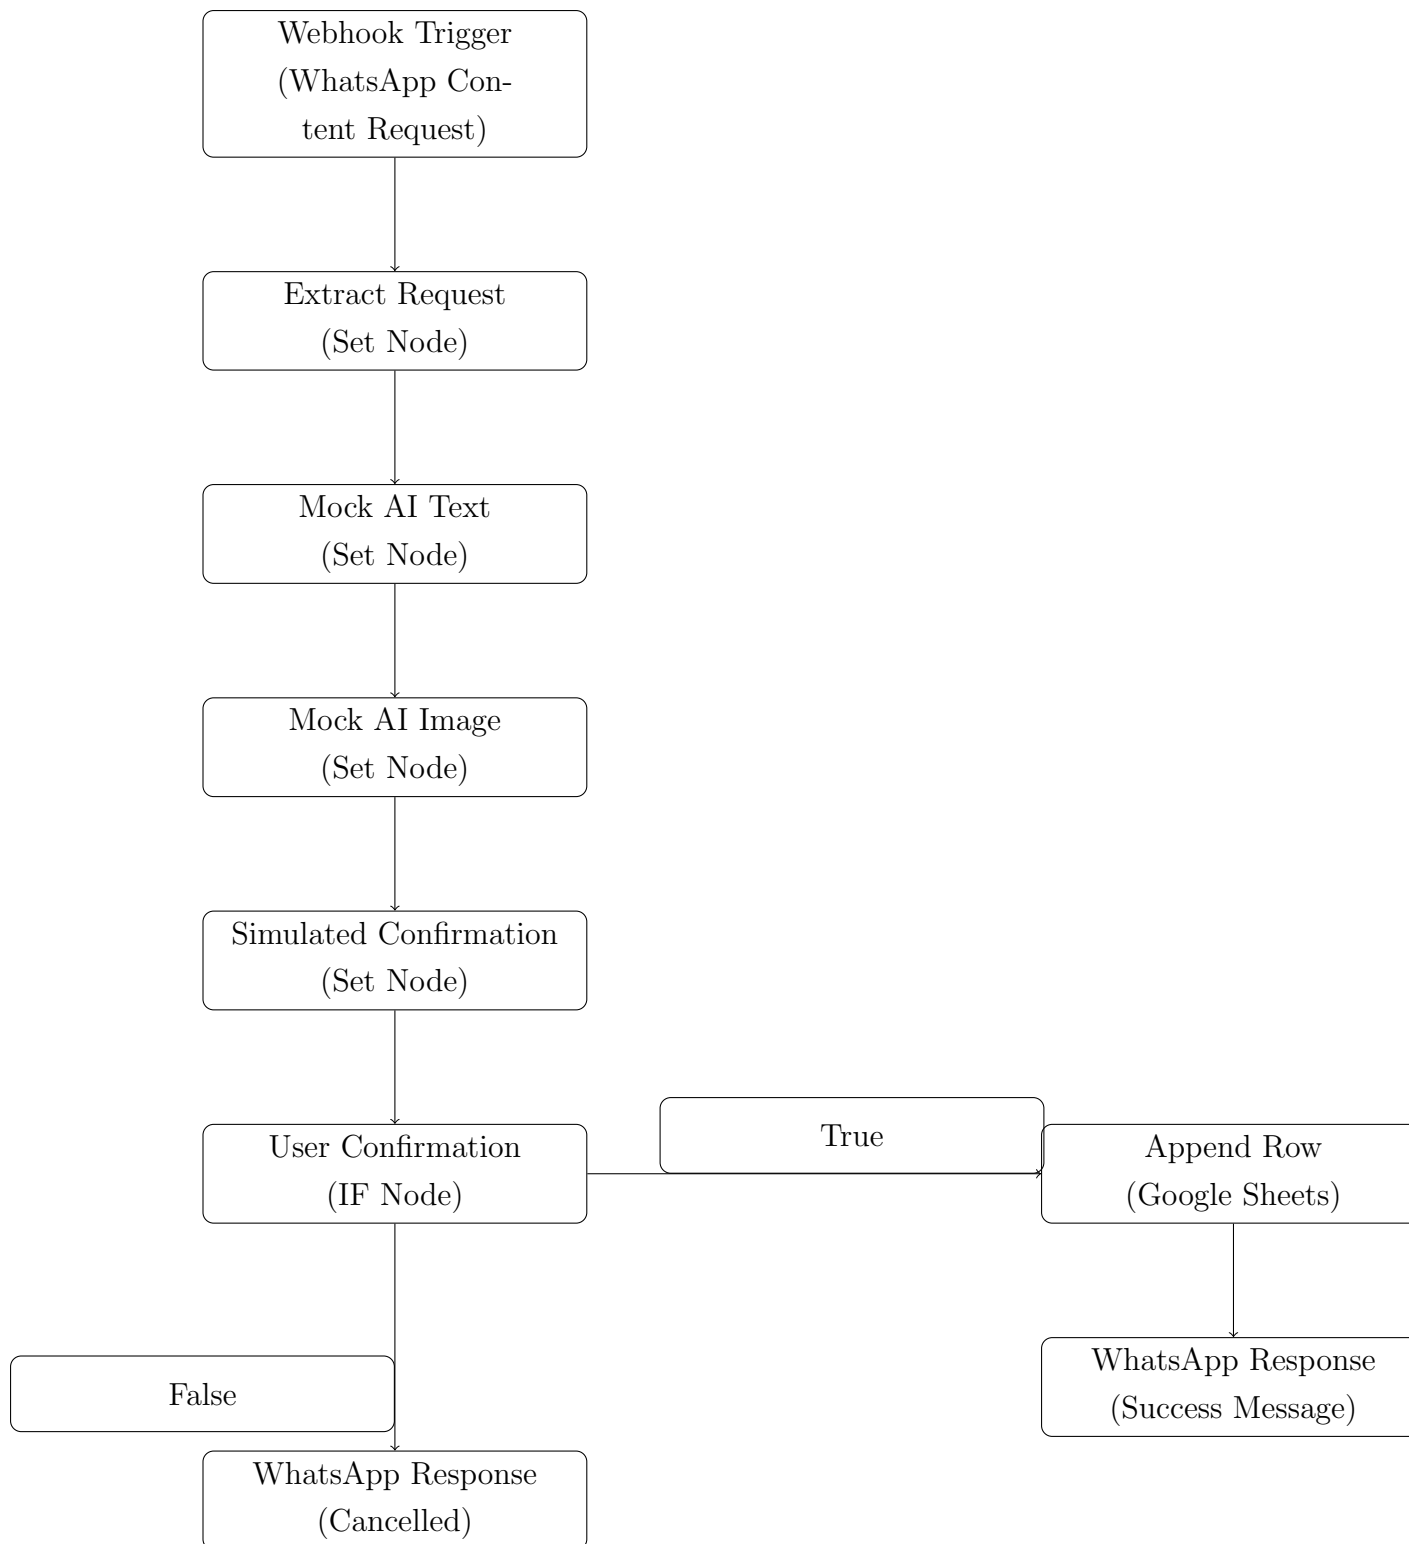 Webhook Trigger
(WhatsApp Con-
tent Request)
Extract Request
(Set Node)
Mock AI Text
(Set Node)
Mock AI Image
(Set Node)
Simulated Confirmation
(Set Node)
User Confirmation
(IF Node)
True
Append Row
(Google Sheets)
False
WhatsApp Response
(Success Message)
WhatsApp Response
(Cancelled)